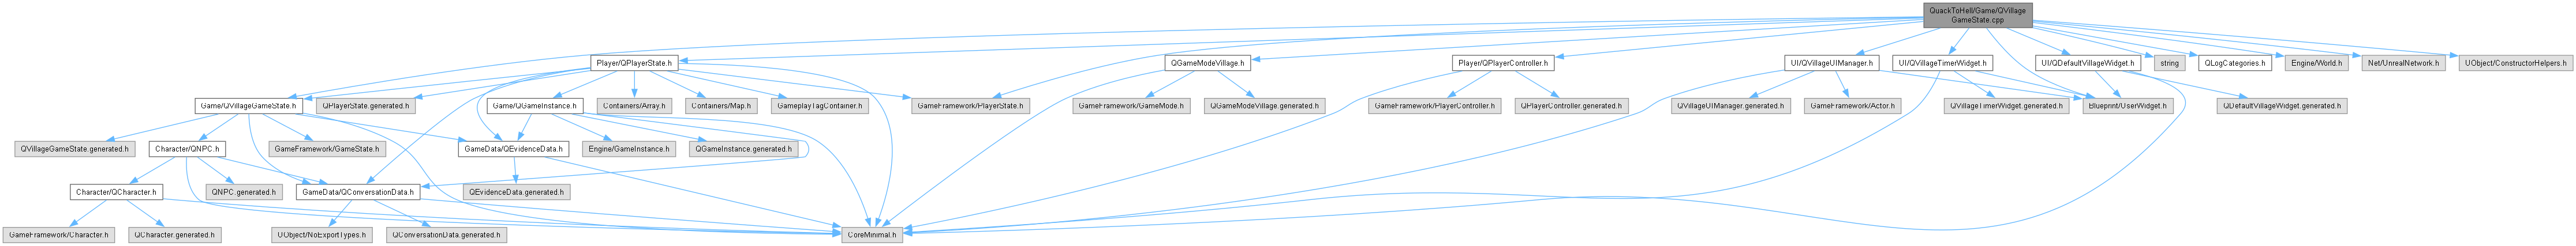 QuackToHell/Game/QVillage
GameState.cpp
Player/QPlayerState.h
QGameModeVillage.h
Player/QPlayerController.h
UI/QVillageUIManager.h
UI/QVillageTimerWidget.h
UI/QDefaultVillageWidget.h
string
QLogCategories.h
Engine/World.h
Net/UnrealNetwork.h
UObject/ConstructorHelpers.h
Game/QVillageGameState.h
QPlayerState.generated.h
Game/QGameInstance.h
Containers/Array.h
Containers/Map.h
GameplayTagContainer.h
GameFramework/PlayerState.h
GameFramework/GameMode.h
QGameModeVillage.generated.h
GameFramework/PlayerController.h
QPlayerController.generated.h
QVillageUIManager.generated.h
GameFramework/Actor.h
QVillageTimerWidget.generated.h
Blueprint/UserWidget.h
QDefaultVillageWidget.generated.h
QVillageGameState.generated.h
Character/QNPC.h
GameFramework/GameState.h
GameData/QEvidenceData.h
Engine/GameInstance.h
QGameInstance.generated.h
Character/QCharacter.h
QNPC.generated.h
GameData/QConversationData.h
QEvidenceData.generated.h
GameFramework/Character.h
QCharacter.generated.h
UObject/NoExportTypes.h
QConversationData.generated.h
CoreMinimal.h